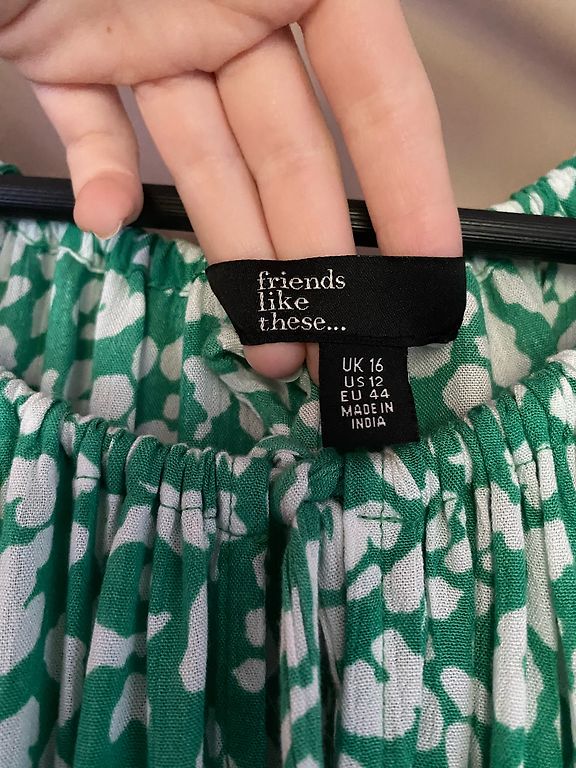 friends
like
these...
UK 16
US 12
EU 44
MADE IN
INDIA